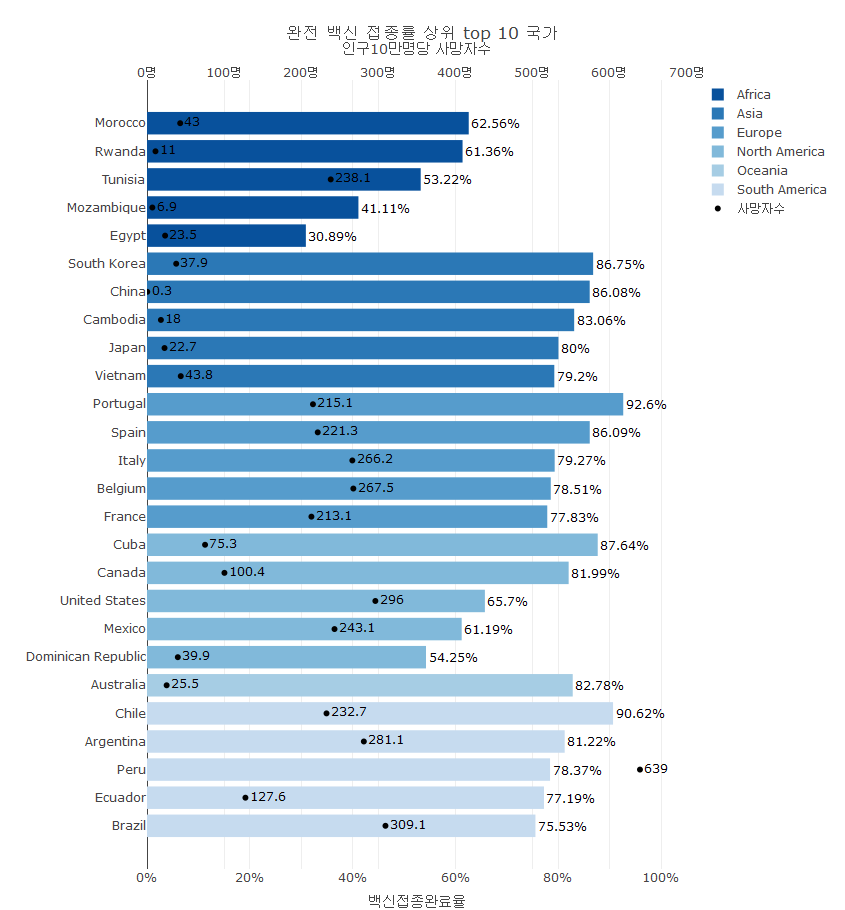 완전 백신 접종률 상위 top 10 국가
인구10만명당 사망자수
0명 100명 200명 300명 400명 500명 600명 700명
Africa
Asia
Europe
North America
Oceania
South America
사망자수
Morocco 43 62.56%
Rwanda 11 61.36%
Tunisia 238.1 53.22%
Mozambique 6.9 41.11%
Egypt 23.5 30.89%
South Korea 37.9 86.75%
China 0.3 86.08%
Cambodia 18 83.06%
Japan 22.7 80%
Vietnam 43.8 79.2%
Portugal 215.1 92.6%
Spain 221.3 86.09%
Italy 266.2 79.27%
Belgium 267.5 78.51%
France 213.1 77.83%
Cuba 75.3 87.64%
Canada 100.4 81.99%
United States 296 65.7%
Mexico 243.1 61.19%
Dominican Republic 39.9 54.25%
Australia 25.5 82.78%
Chile 232.7 90.62%
Argentina 281.1 81.22%
Peru 78.37% 639
Ecuador 127.6 77.19%
Brazil 309.1 75.53%
0% 20% 40% 60% 80% 100%
백신접종완료율